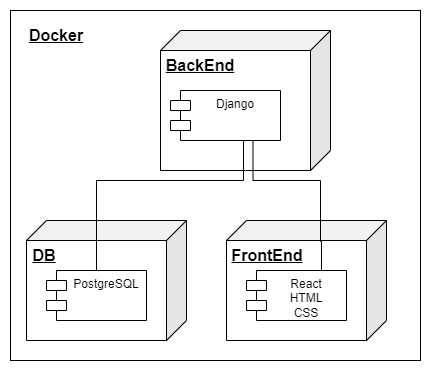 Docker
BackEnd
Django
DB
PostgreSQL
FrontEnd
React
HTML
CSS